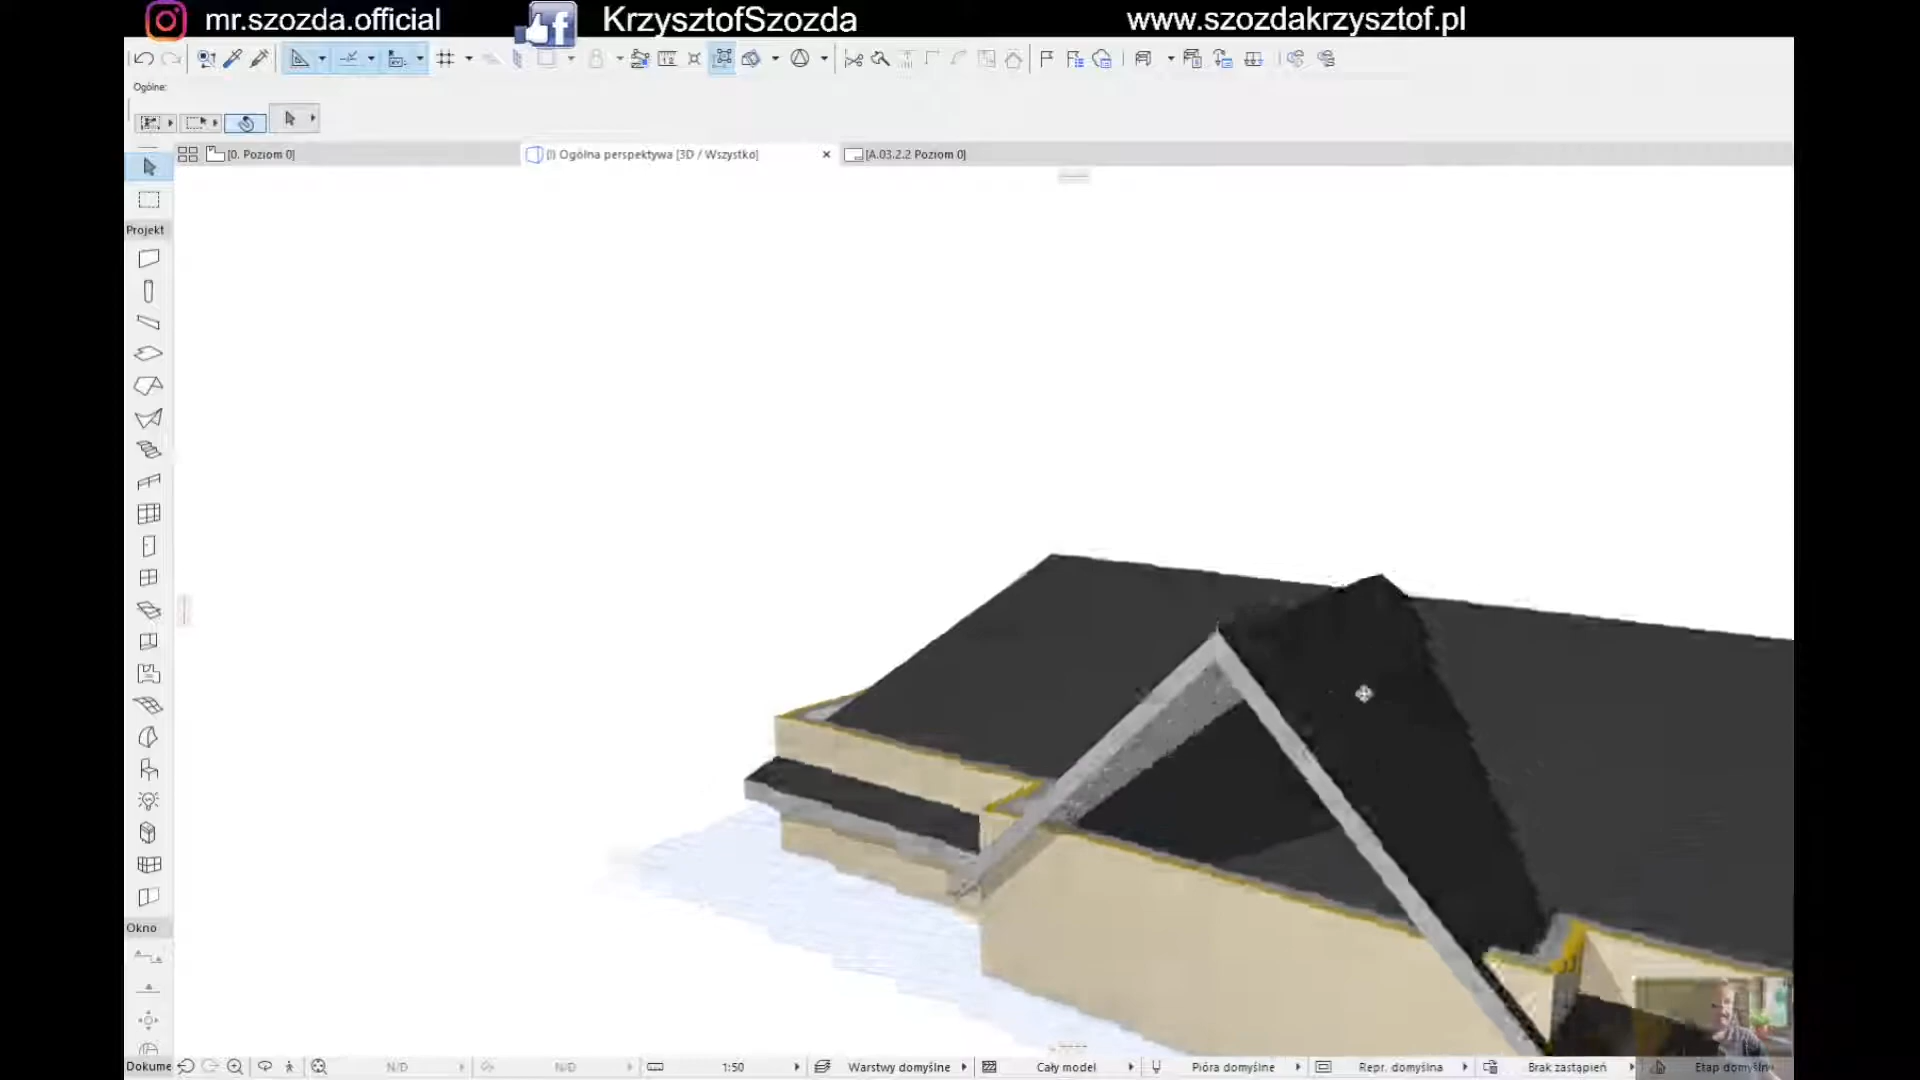 mr.szozda.official
KrzysztofSzozda
www.szozdakrzysztof.pl
Ogólne:
[0. Poziom 0]
(!) Ogólna perspektywa [3D / Wszystko]
[A.03.2.2 Poziom 0]
Projekt
Okno
Dokume
N/D
N/D
1:50
Warstwy domyślne
Cały model
Pióra domyślne
Repr. domyślna
Brak zastąpień
Etap domyśln